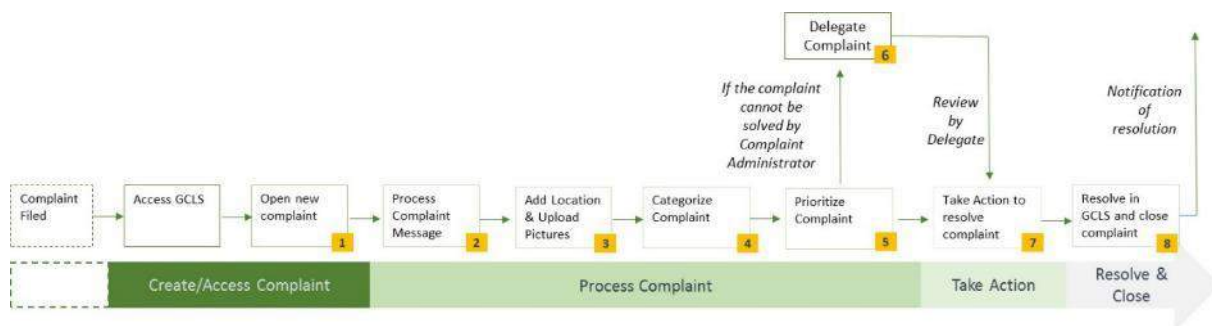 Delegate
Complaint
6
If the complaint
cannot be
solved by
Complaint
Administrator
Review
by
Delegate
Notification
of
resolution
Complaint
Filed
Access GCLS
Open new
complaint
1
Process
Complaint
Message
2
Add Location
& Upload
Pictures
3
Categorize
Complaint
4
Prioritize
Complaint
5
Take Action to
resolve
complaint
7
Resolve in
GCLS and close
complaint
8
Create/Access Complaint
Process Complaint
Take Action
Resolve &
Close